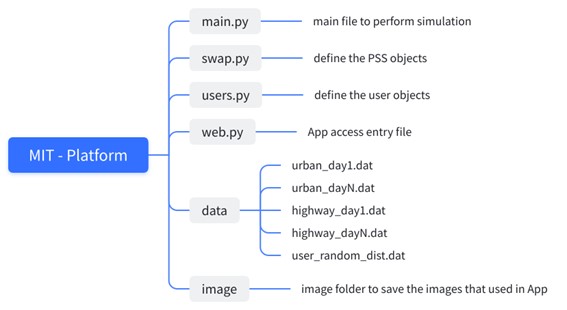 main.py
main file to perform simulation
swap.py
define the PSS objects
users.py
define the user objects
web.py
App access entry file
MIT - Platform
urban_day1.dat
urban_dayN.dat
data
highway_day1.dat
highway_dayN.dat
user_random_dist.dat
image
image folder to save the images that used in App